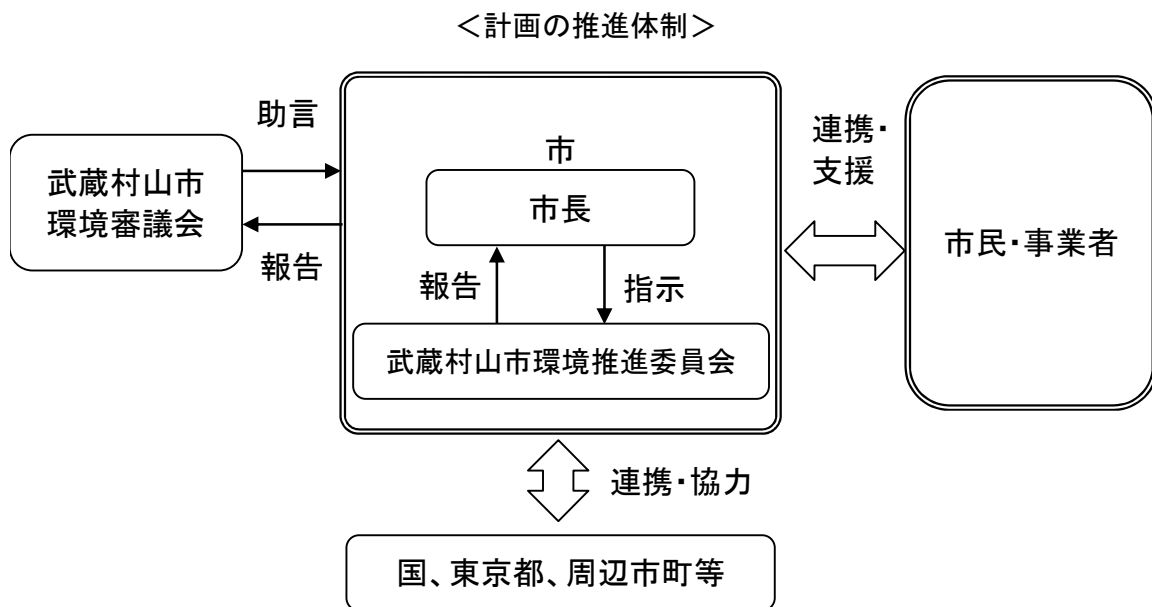 ＜計画の推進体制＞
助言
武蔵村山市
環境審議会
報告
市
市長
報告
指示
武蔵村山市環境推進委員会
連携・
支援
市民・事業者
連携・協力
国、東京都、周辺市町等